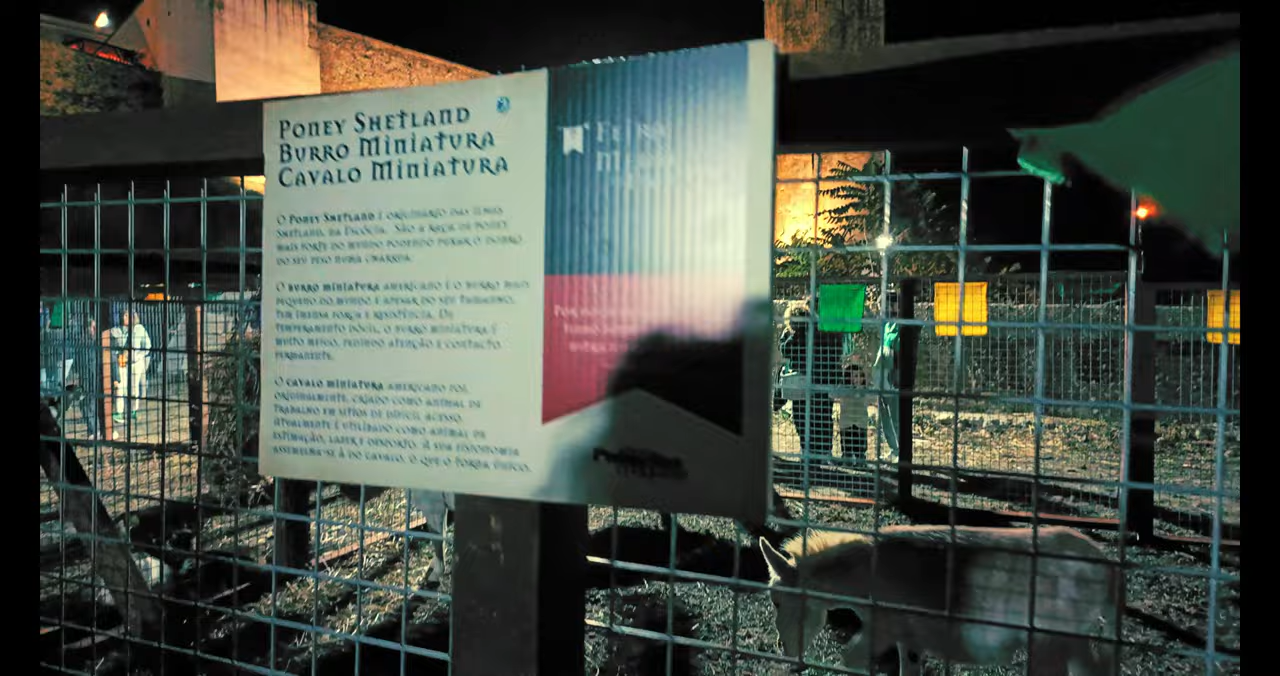 Poney Shetland
Burro Miniatura
Cavalo Miniatura
O Poney Shetland é originário das ilhas
Shetland, na Escócia. São a raça de poney
mais forte do mundo podendo puxar o dobro
do seu peso numa charrua.
O burro miniatura americano é o burro mais
pequeno do mundo e apesar do seu tamanho,
tem imensa força e resistência. De
temperamento dócil, o burro miniatura é
muito meigo, pedindo atenção e contacto
permanente.
O cavalo miniatura americano foi,
originalmente, criado como animal de
trabalho em sítios de difícil acesso.
Atualmente é utilizado como animal de
estimação, laser e desporto. A sua fisionomia
assemelha-se à do cavalo, o que o torna único.